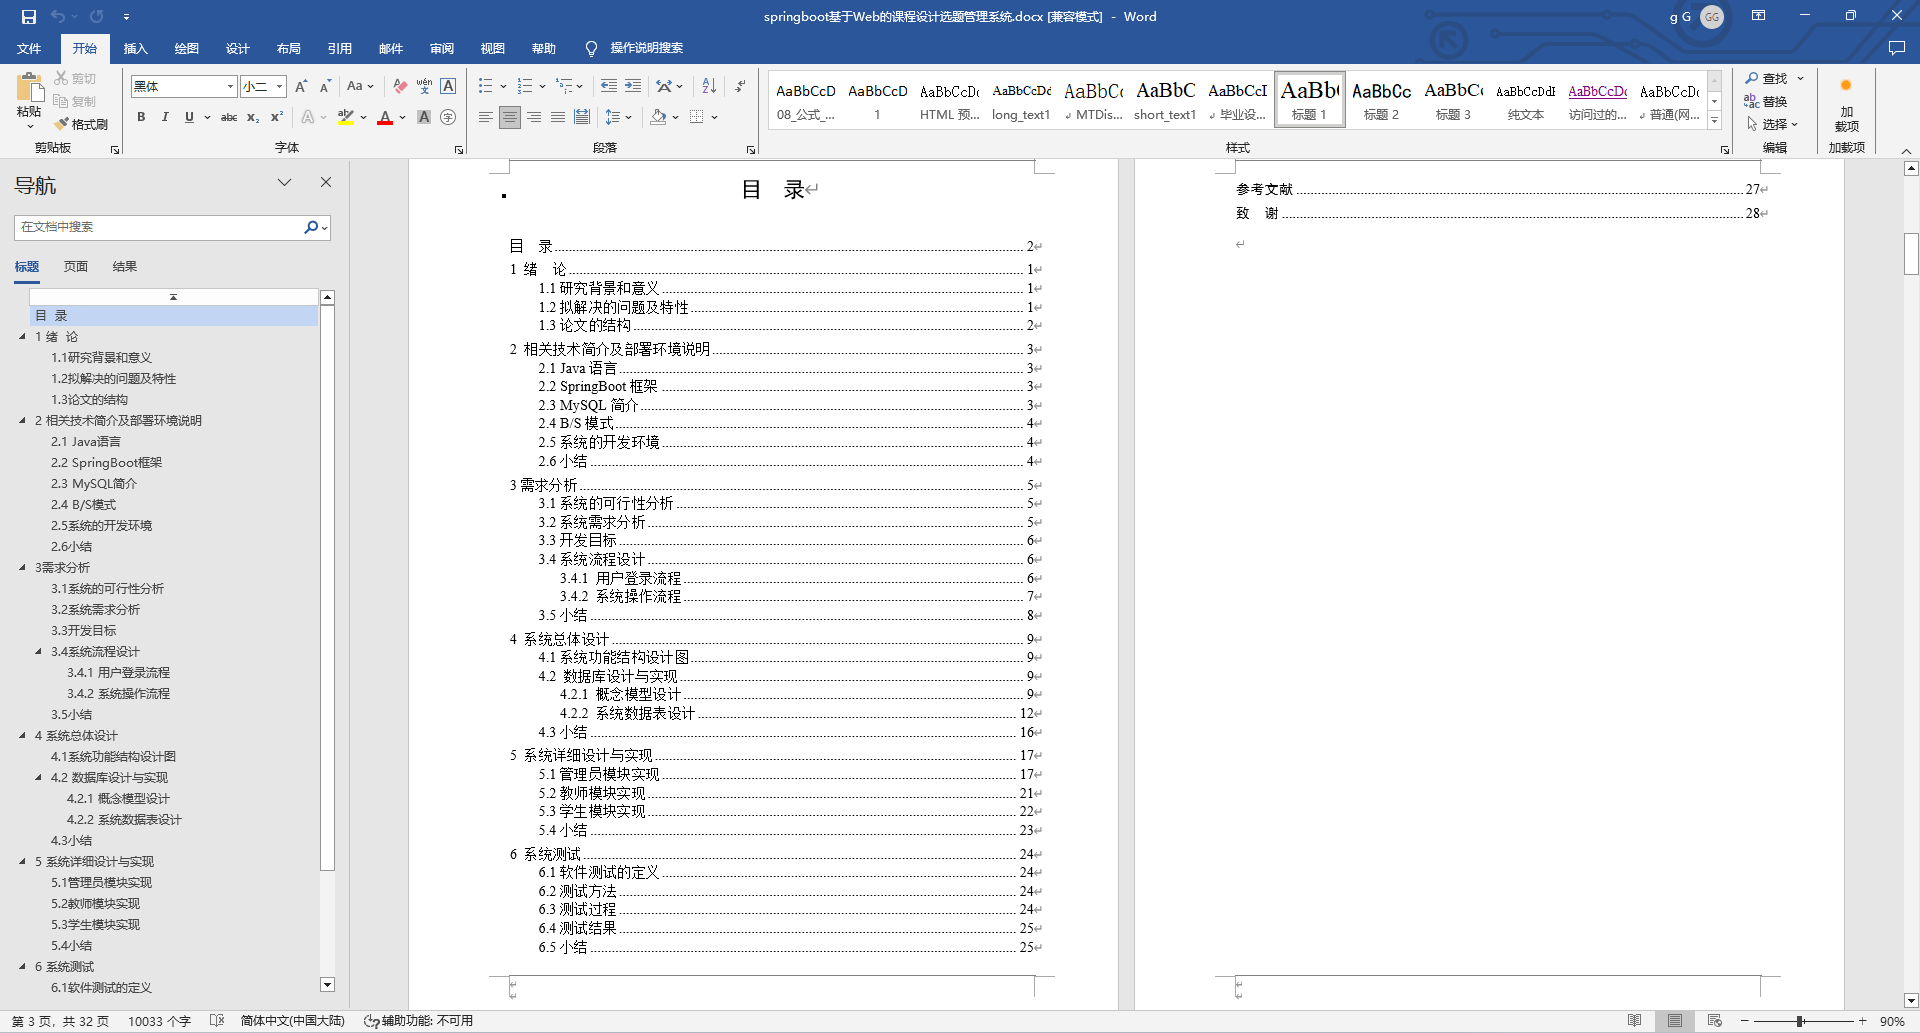 springboot基于Web的课程设计选题管理系统.docx [兼容模式] - Word
g G
GG
文件 开始 插入 绘图 设计 布局 引用 邮件 审阅 视图 帮助 操作说明搜索
粘贴
剪切
复制
格式刷
剪贴板
黑体 小二
Aa
wén
文
A
B I U abc x₂ x² A ab A A 字
字体
段落
AaBbCcD 08_公式_...
AaBbCcD 1
AaBbCcDc HTML 预...
AaBbCcDd long_text1
AaBbCc MTDis...
AaBbC short_text1
AaBbCcI 毕业设...
AaBb( 标题 1
AaBbCc 标题 2
AaBbC 标题 3
AaBbCcDdE 纯文本
AaBbCcDc 访问过的...
AaBbCcDc 普通(网...
样式
查找
替换
选择
编辑
加
载项
加载项
导航
在文档中搜索
标题 页面 结果
目 录
1 绪 论
1.1研究背景和意义
1.2拟解决的问题及特性
1.3论文的结构
2 相关技术简介及部署环境说明
2.1 Java语言
2.2 SpringBoot框架
2.3 MySQL简介
2.4 B/S模式
2.5系统的开发环境
2.6小结
3需求分析
3.1系统的可行性分析
3.2系统需求分析
3.3开发目标
3.4系统流程设计
3.4.1 用户登录流程
3.4.2 系统操作流程
3.5小结
4 系统总体设计
4.1系统功能结构设计图
4.2 数据库设计与实现
4.2.1 概念模型设计
4.2.2 系统数据表设计
4.3小结
5 系统详细设计与实现
5.1管理员模块实现
5.2教师模块实现
5.3学生模块实现
5.4小结
6 系统测试
6.1软件测试的定义
目 录
目 录 2
1 绪 论 1
1.1 研究背景和意义 1
1.2 拟解决的问题及特性 1
1.3 论文的结构 2
2 相关技术简介及部署环境说明 3
2.1 Java 语言 3
2.2 SpringBoot 框架 3
2.3 MySQL 简介 3
2.4 B/S 模式 4
2.5 系统的开发环境 4
2.6 小结 4
3 需求分析 5
3.1 系统的可行性分析 5
3.2 系统需求分析 5
3.3 开发目标 6
3.4 系统流程设计 6
3.4.1 用户登录流程 6
3.4.2 系统操作流程 7
3.5 小结 8
4 系统总体设计 9
4.1 系统功能结构设计图 9
4.2 数据库设计与实现 9
4.2.1 概念模型设计 9
4.2.2 系统数据表设计 12
4.3 小结 16
5 系统详细设计与实现 17
5.1 管理员模块实现 17
5.2 教师模块实现 21
5.3 学生模块实现 22
5.4 小结 23
6 系统测试 24
6.1 软件测试的定义 24
6.2 测试方法 24
6.3 测试过程 24
6.4 测试结果 25
6.5 小结 25
参考文献 27
致 谢 28
第 3 页, 共 32 页 10033 个字 简体中文(中国大陆) 辅助功能: 不可用
90%